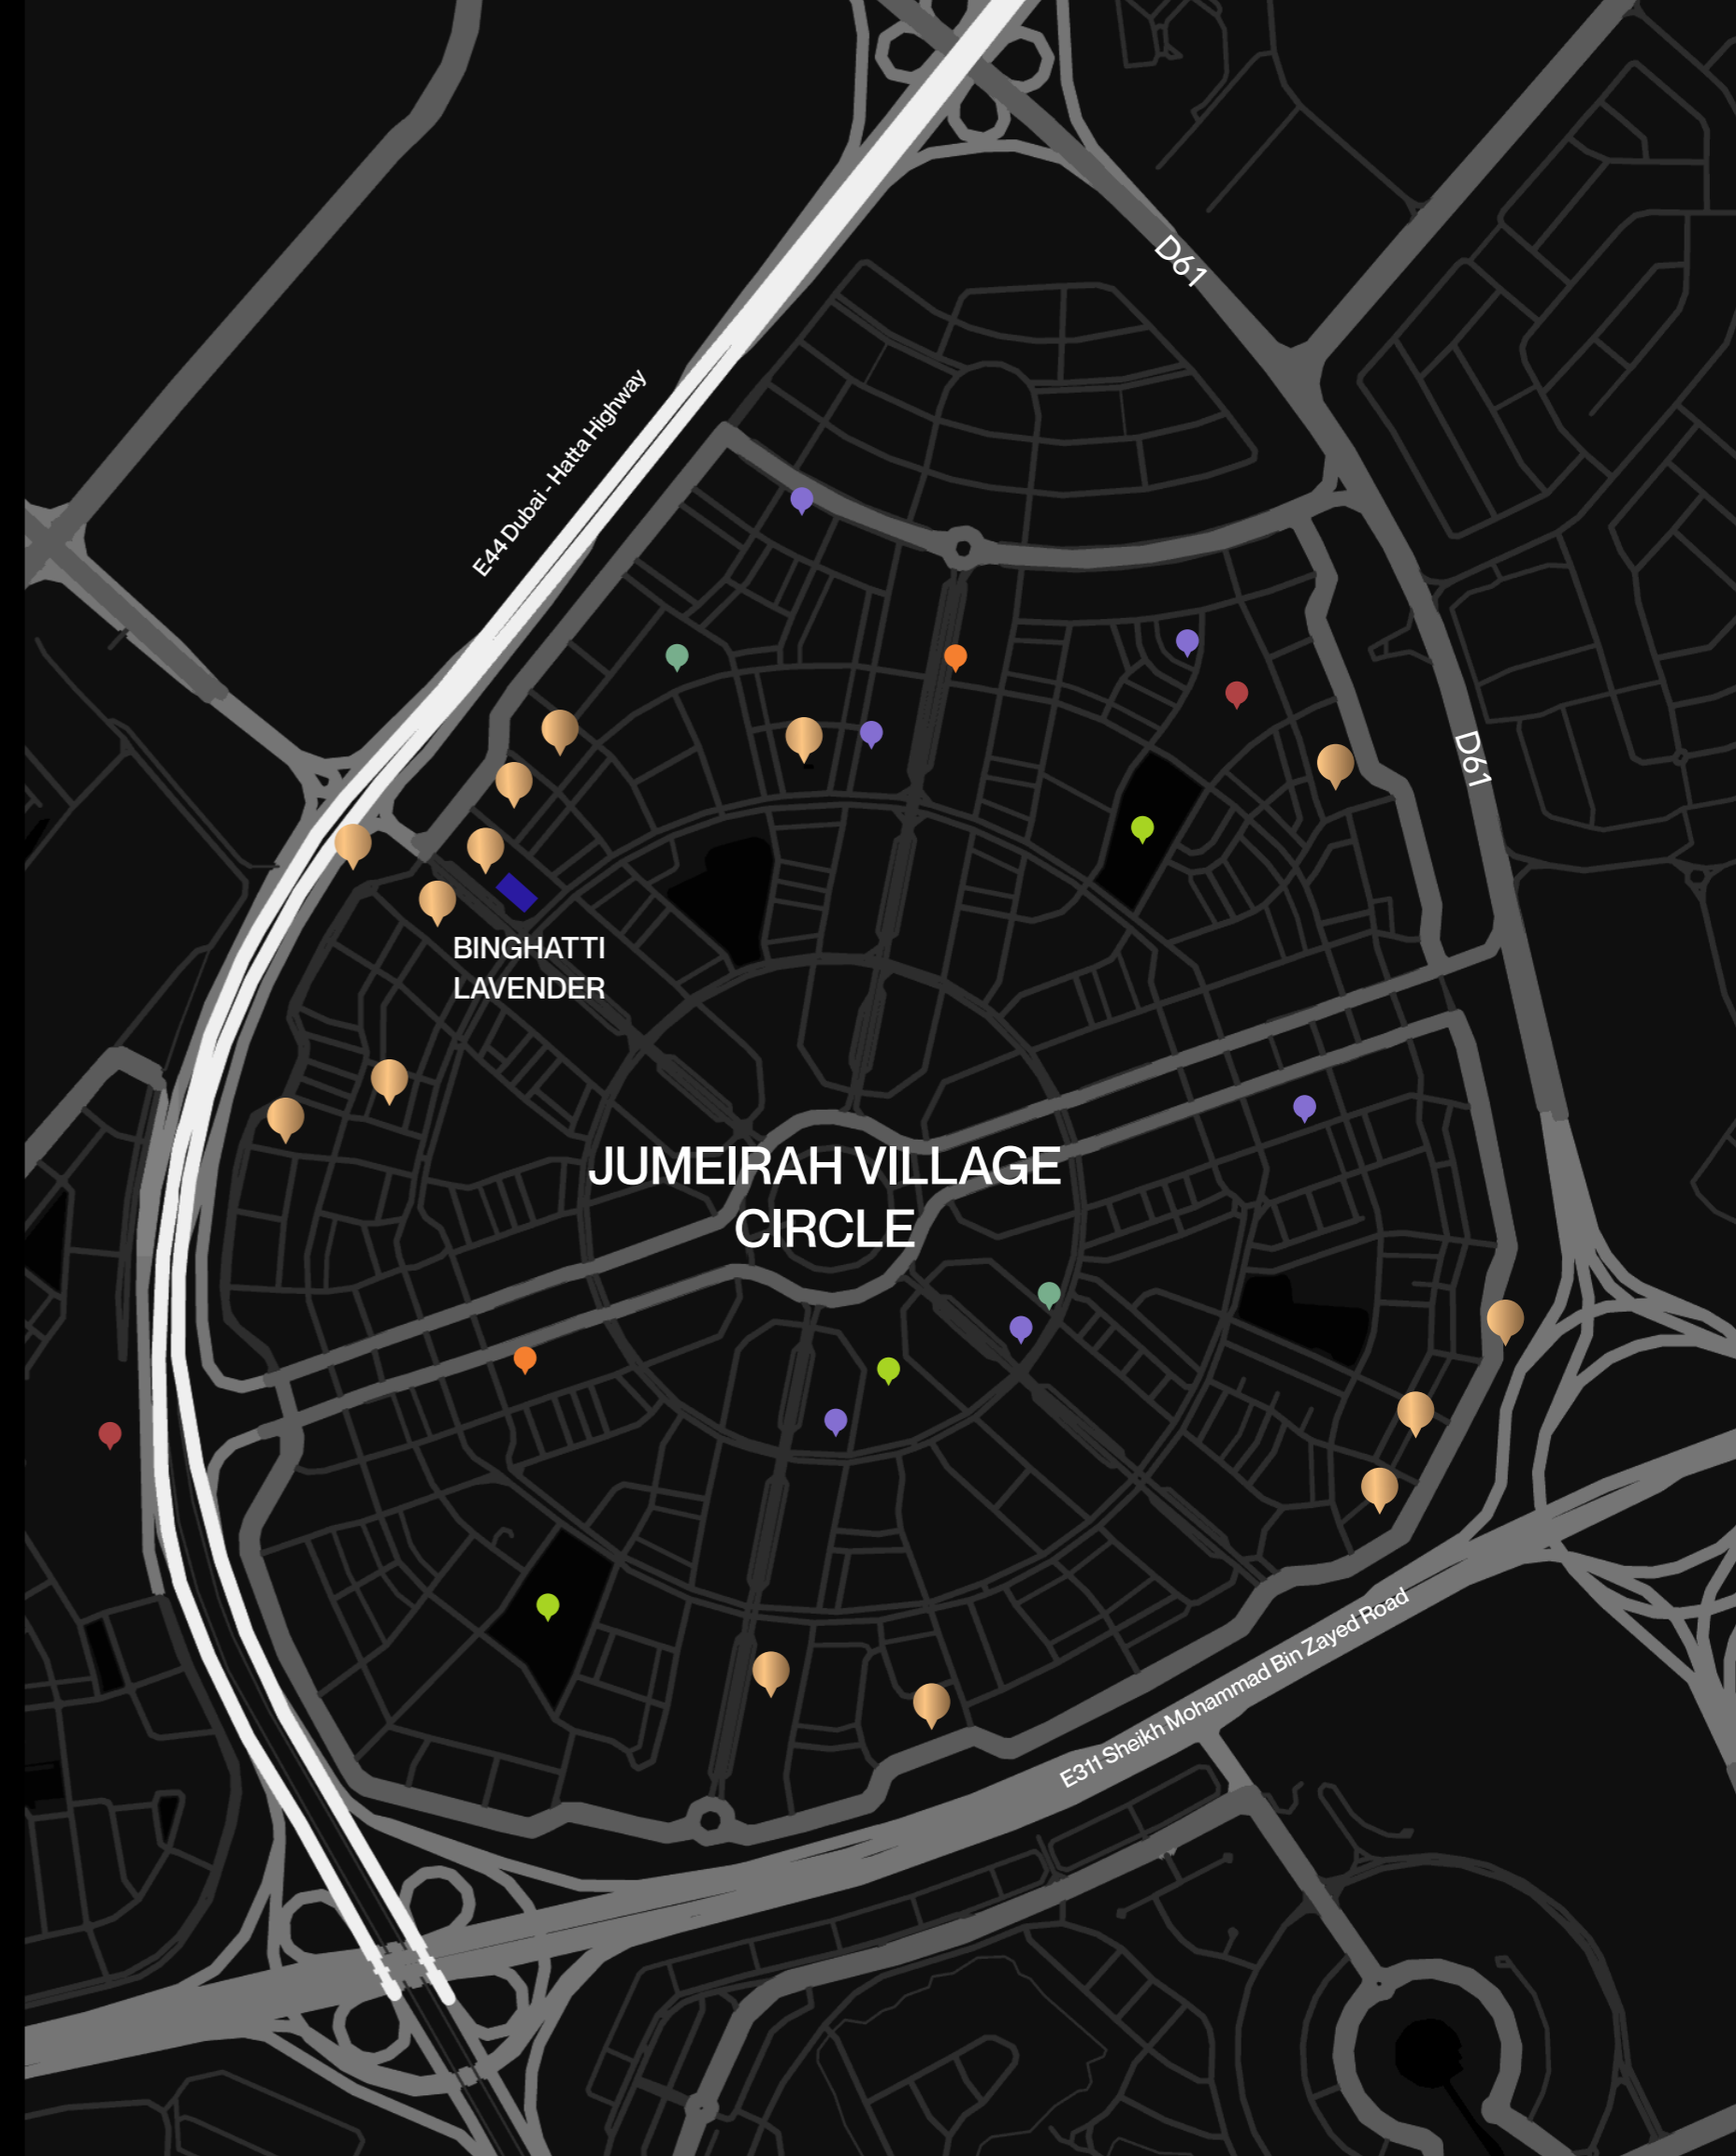 D61
E44 Dubai - Hatta Highway
D61
BINGHATTI
LAVENDER
JUMEIRAH VILLAGE
CIRCLE
E311 Sheikh Mohammad Bin Zayed Road